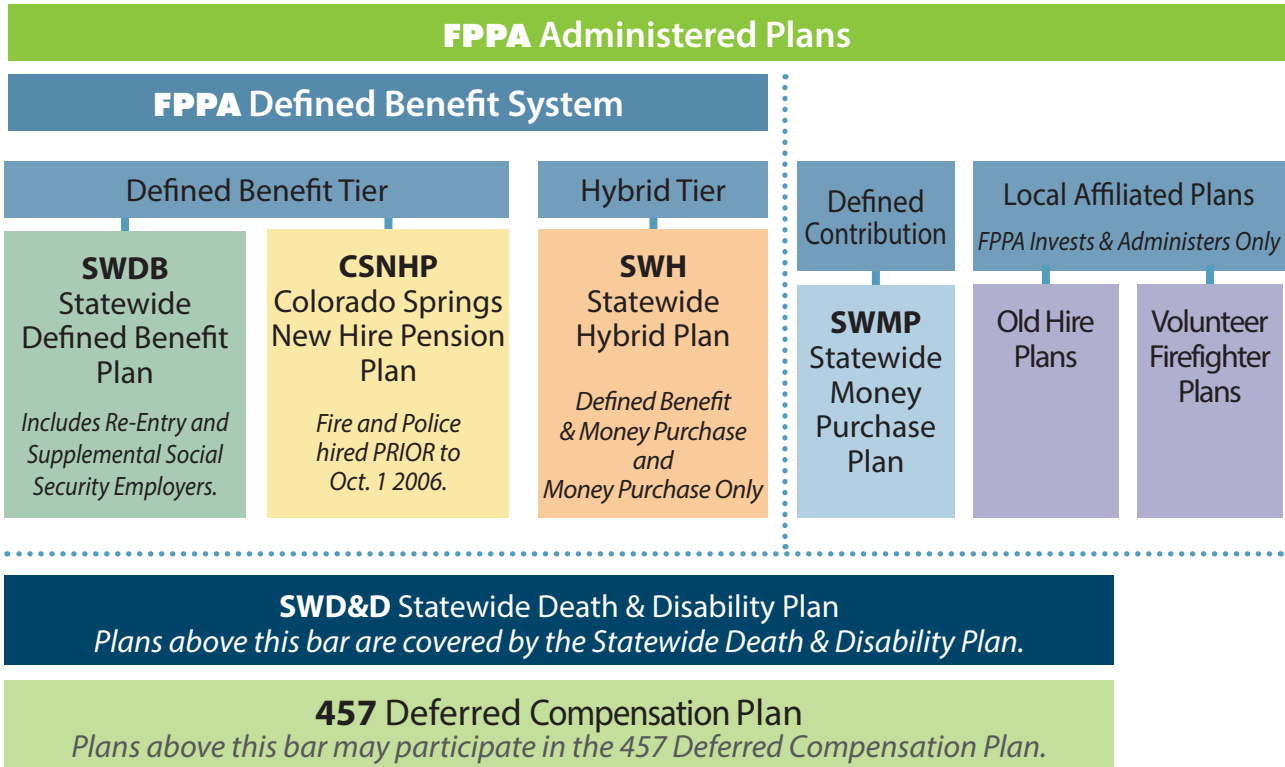 FPPA Administered Plans
FPPA Defined Benefit System
Defined Benefit Tier
SWDB
Statewide
Defined Benefit
Plan
Includes Re-Entry and
Supplemental Social
Security Employers.
CSNHP
Colorado Springs
New Hire Pension
Plan
Fire and Police
hired PRIOR to
Oct. 1 2006.
Hybrid Tier
SWH
Statewide
Hybrid Plan
Defined Benefit
& Money Purchase
and
Money Purchase Only
Defined
Contribution
SWMP
Statewide
Money
Purchase
Plan
Local Affiliated Plans
FPPA Invests & Administers Only
Old Hire
Plans
Volunteer
Firefighter
Plans
SWD&D Statewide Death & Disability Plan
Plans above this bar are covered by the Statewide Death & Disability Plan.
457 Deferred Compensation Plan
Plans above this bar may participate in the 457 Deferred Compensation Plan.